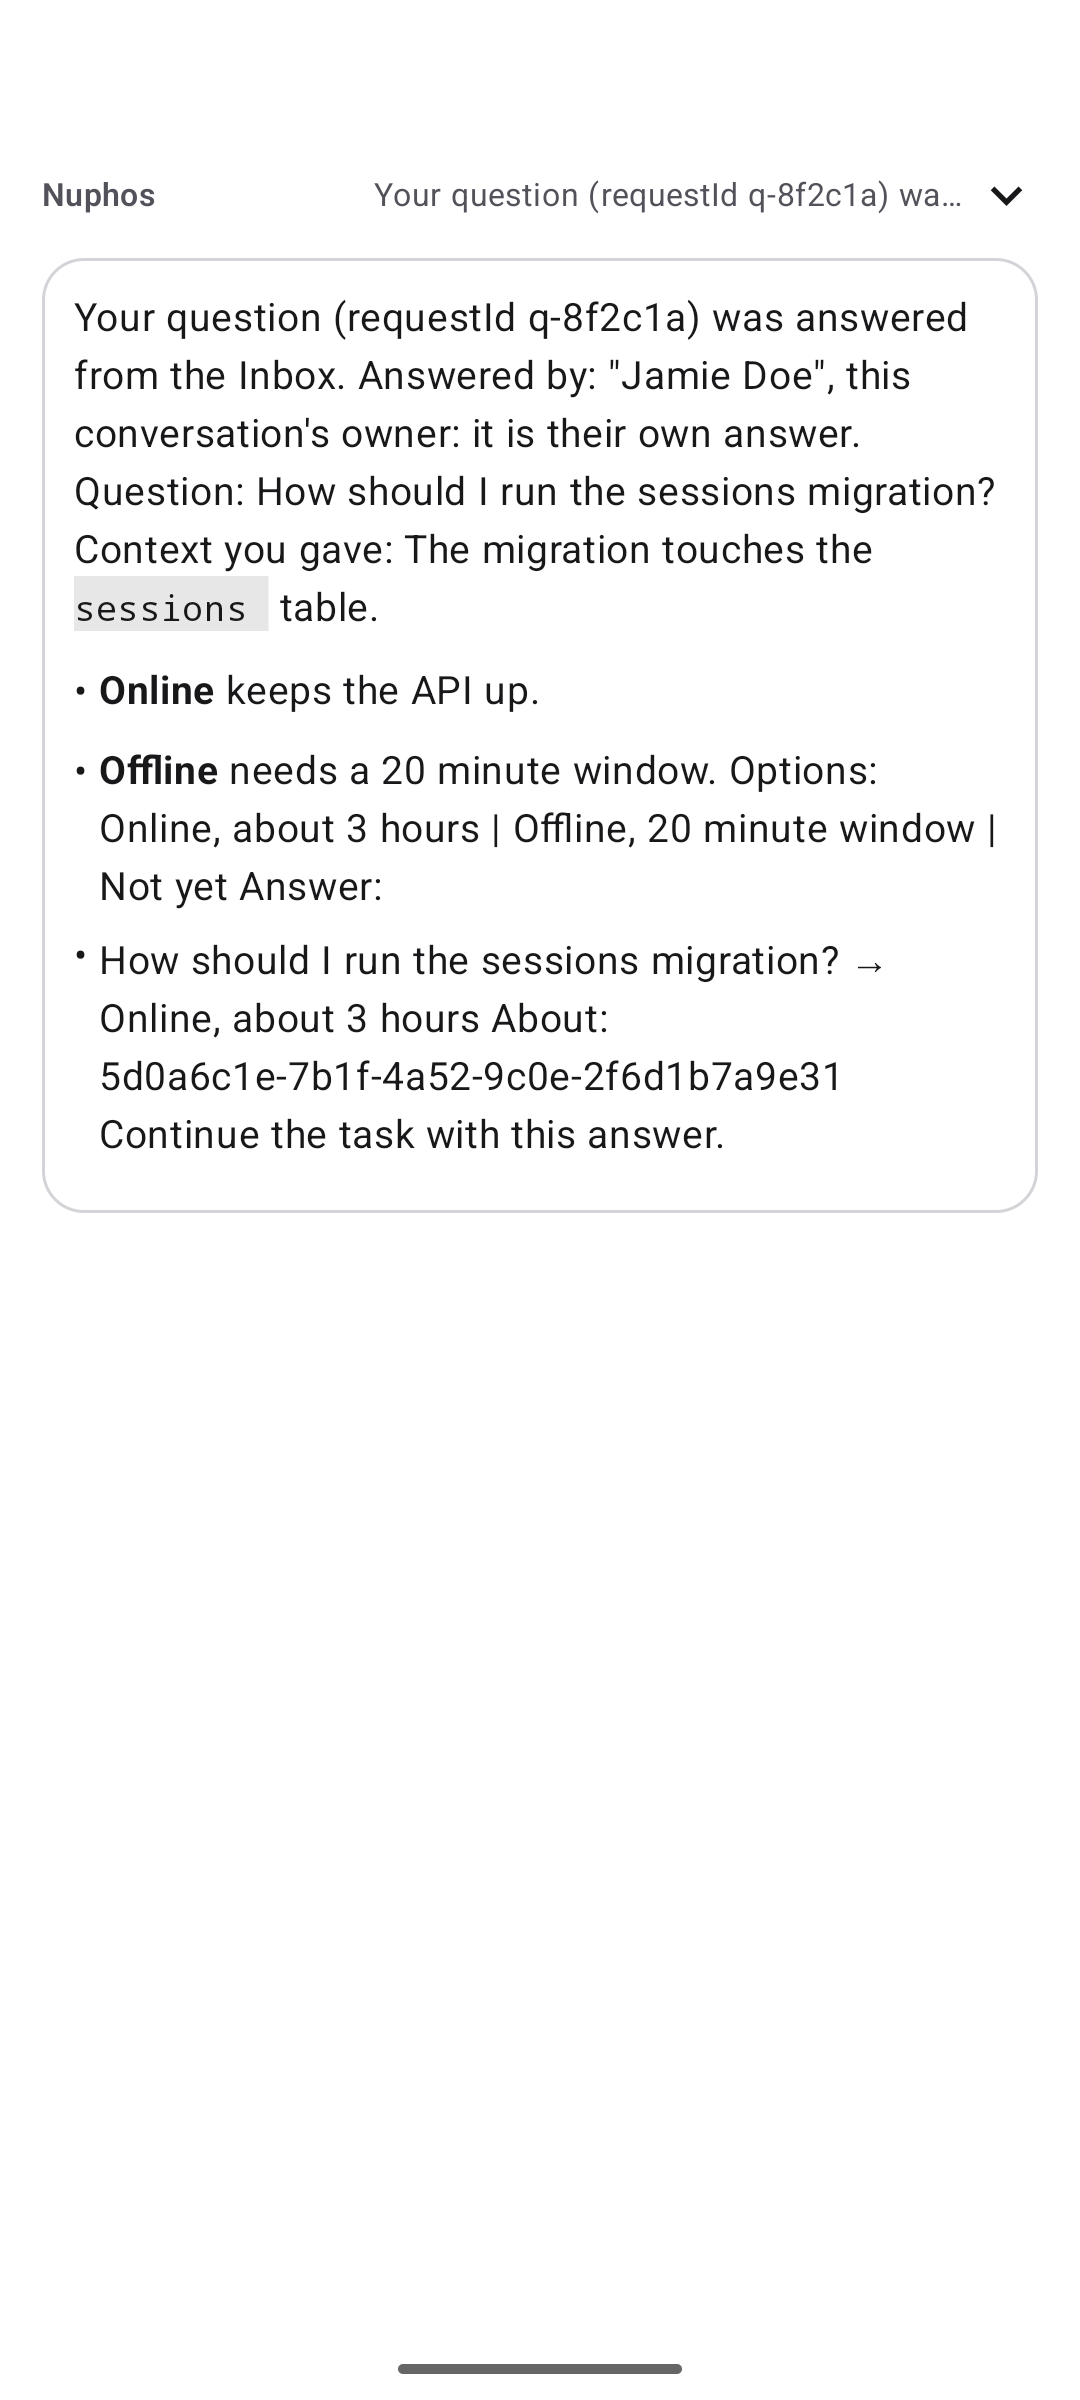 Nuphos
Your question (requestId q-8f2c1a) wa...
Your question (requestId q-8f2c1a) was answered
from the Inbox. Answered by: "Jamie Doe", this
conversation's owner: it is their own answer.
Question: How should I run the sessions migration?
Context you gave: The migration touches the
sessions table.
• Online keeps the API up.
• Offline needs a 20 minute window. Options:
Online, about 3 hours | Offline, 20 minute window |
Not yet Answer:
• How should I run the sessions migration? →
Online, about 3 hours About:
5d0a6c1e-7b1f-4a52-9c0e-2f6d1b7a9e31
Continue the task with this answer.